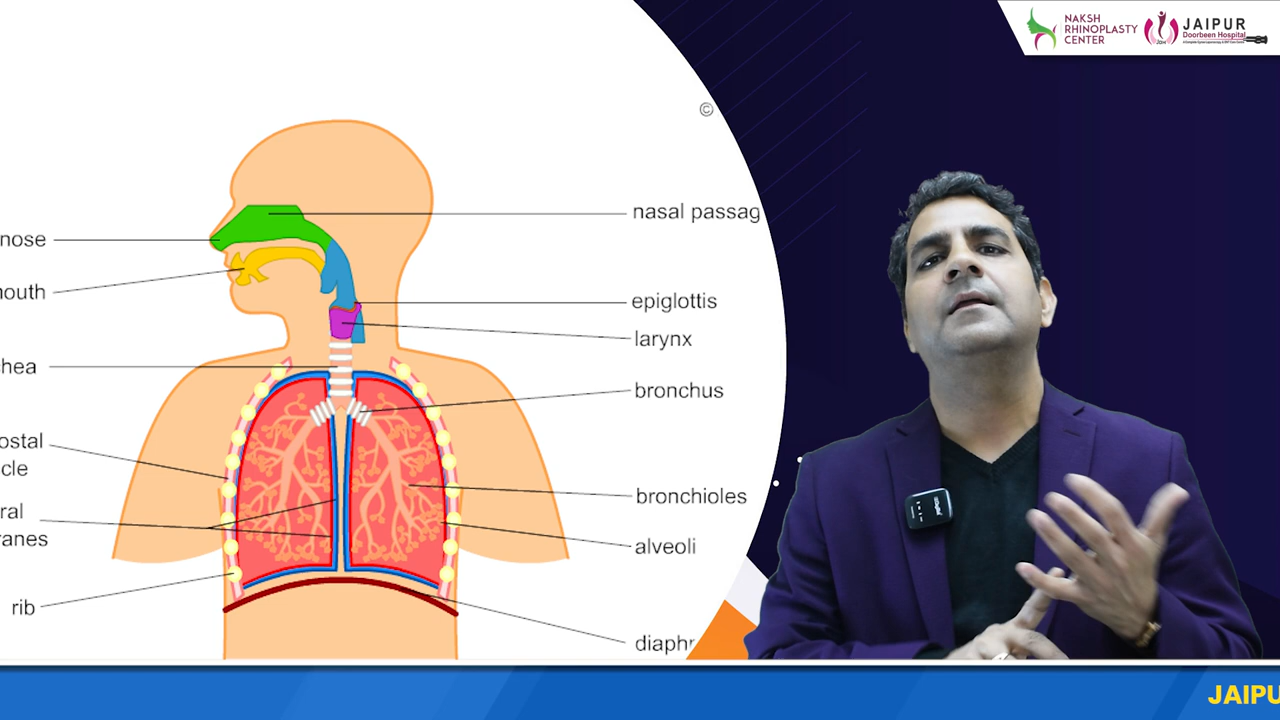 NAKSH
RHINOPLASTY
CENTER
JAIPUR
Doorbeen Hospital
©
nasal passag
nose
outh
epiglottis
larynx
hea
bronchus
ostal
cle
bronchioles
ral
ranes
alveoli
rib
diaphr
JAIPU